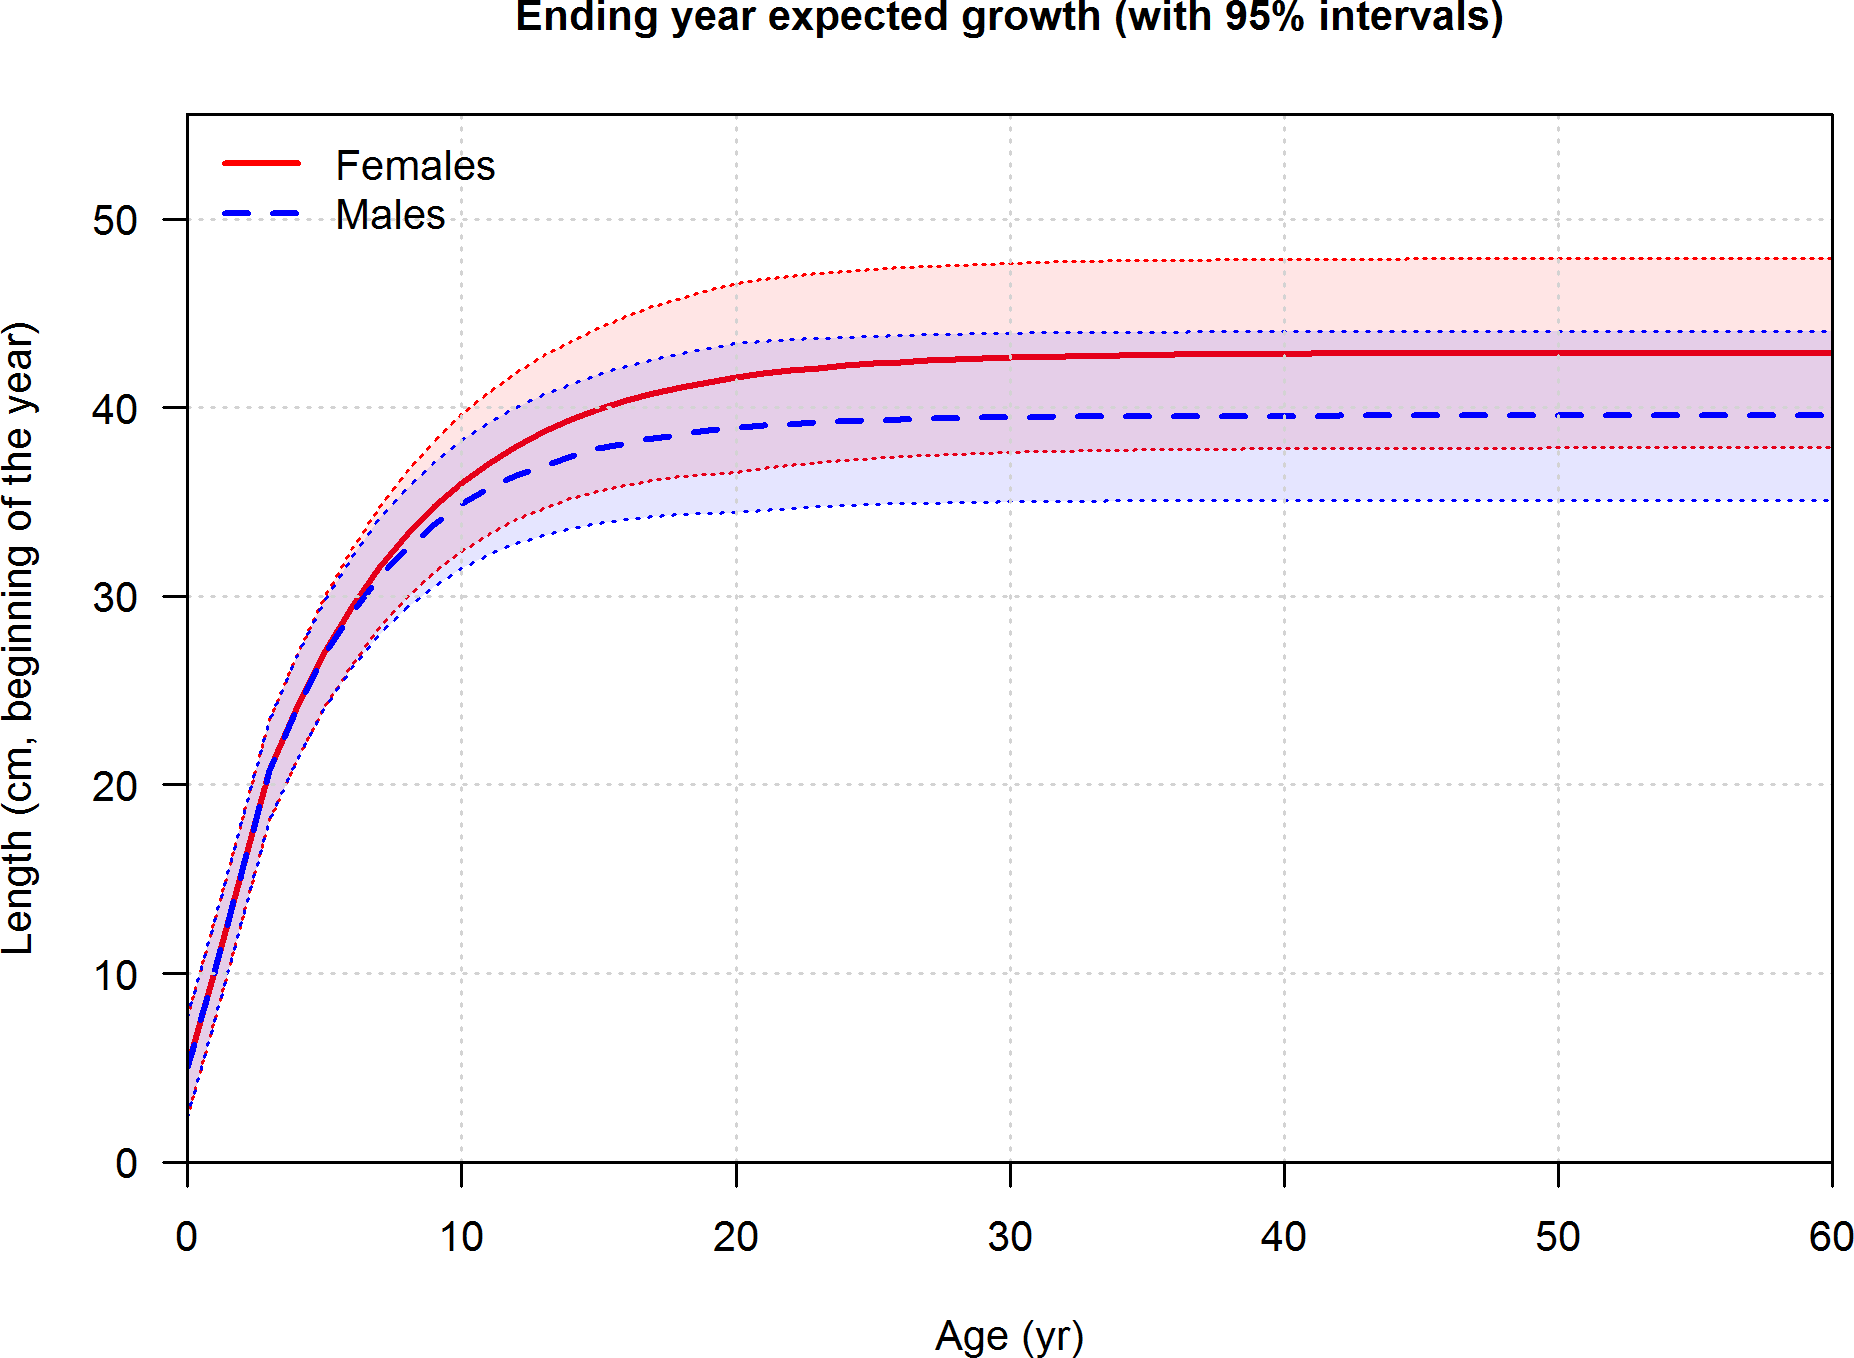 Ending year expected growth (with 95% intervals)
Females
Males
Length (cm, beginning of the year)
50
40
30
20
10
0
0 10 20 30 40 50 60
Age (yr)